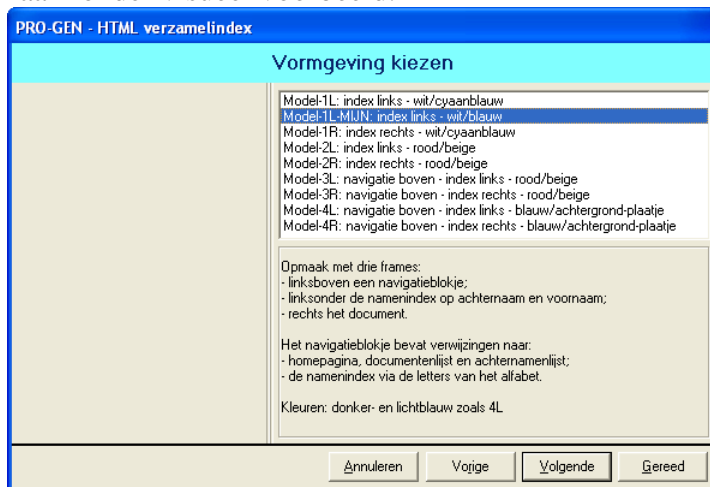 PRO-GEN - HTML verzamelindex
Vormgeving kiezen
Model-1L: index links - wit/cyaanblauw
Model-1L-MIJN: index links - wit/blauw
Model-1R: index rechts - wit/cyaanblauw
Model-2L: index links - rood/beige
Model-2R: index rechts - rood/beige
Model-3L: navigatie boven - index links - rood/beige
Model-3R: navigatie boven - index rechts - rood/beige
Model-4L: navigatie boven - index links - blauw/achtergrond-plaatje
Model-4R: navigatie boven - index rechts - blauw/achtergrond-plaatje
Opmaak met drie frames:
- linksboven een navigatieblokje;
- linksonder de namenindex op achternaam en voornaam;
- rechts het document.
Het navigatieblokje bevat verwijzingen naar:
- homepagina, documentenlijst en achternamenlijst;
- de namenindex via de letters van het alfabet.
Kleuren: donker- en lichtblauw zoals 4L
Annuleren Vorige Volgende Gereed